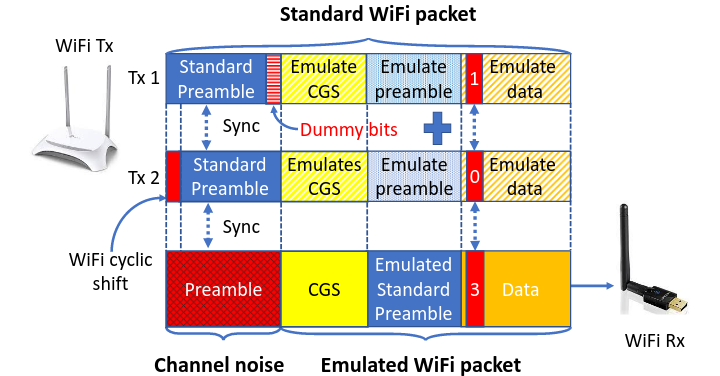 Standard WiFi packet
WiFi Tx
Tx 1
Standard
Preamble
Emulate
CGS
Emulate
preamble
1
Emulate
data
Sync
Dummy bits
Tx 2
Standard
Preamble
Emulates
CGS
Emulate
preamble
0
Emulate
data
Sync
WiFi cyclic
shift
Preamble
CGS
Emulated
Standard
Preamble
3
Data
WiFi Rx
Channel noise
Emulated WiFi packet